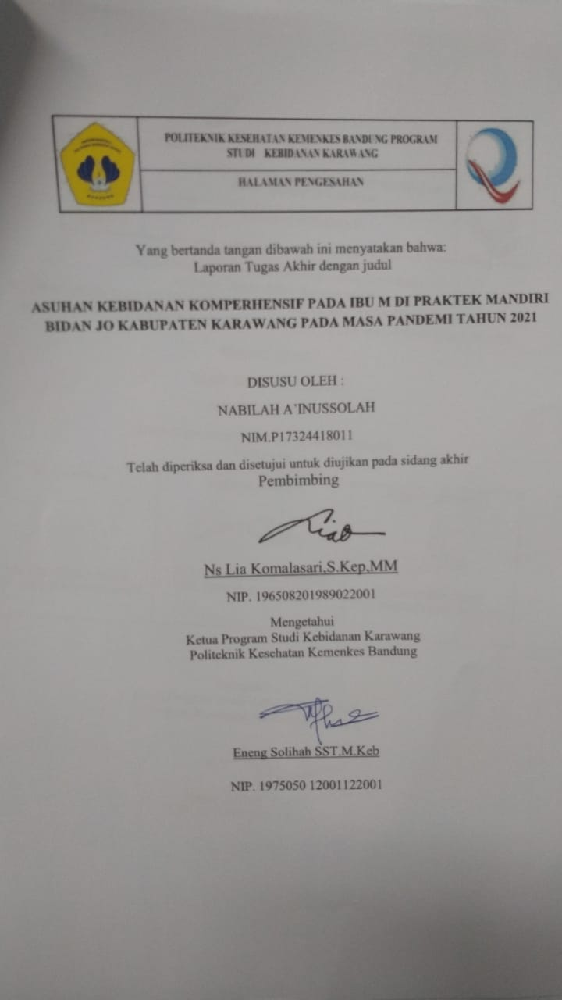 POLITEKNIK KESEHATAN KEMENKES BANDUNG PROGRAM
STUDI KEBIDANAN KARAWANG
HALAMAN PENGESAHAN
Yang bertanda tangan dibawah ini menyatakan bahwa:
Laporan Tugas Akhir dengan judul
ASUHAN KEBIDANAN KOMPERHENSIF PADA IBU M DI PRAKTEK MANDIRI
BIDAN JO KABUPATEN KARAWANG PADA MASA PANDEMI TAHUN 2021
DISUSU OLEH :
NABILAH A'INUSSOLAH
NIM.P17324418011
Telah diperiksa dan disetujui untuk diujikan pada sidang akhir
Pembimbing
Ns Lia Komalasari,S.Kep,MM
NIP. 196508201989022001
Mengetahui
Ketua Program Studi Kebidanan Karawang
Politeknik Kesehatan Kemenkes Bandung
Eneng Solihah SST.M.Keb
NIP. 1975050 12001122001